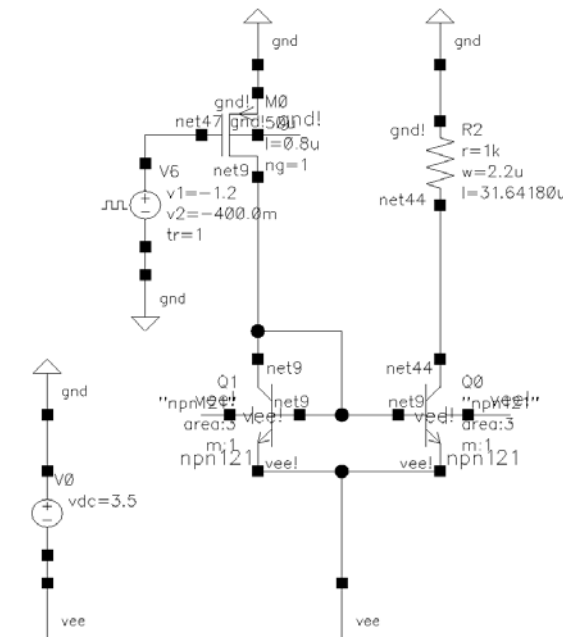 gnd
gnd
gnd!
M0
net47
gnd!
gnd!
50u
l=0.8u
net9
ng=1
gnd!
R2
r=1k
w=2.2u
l=31.64180u
net44
V6
v1=-1.2
v2=-400.0m
tr=1
gnd
gnd
V0
vdc=3.5
vee
net9
Q1
net9
area:3
m:1
vee!
npn121
vee!
net44
Q0
net9
"npn121"
area:3
m:1
vee!
npn121
vee!
vee